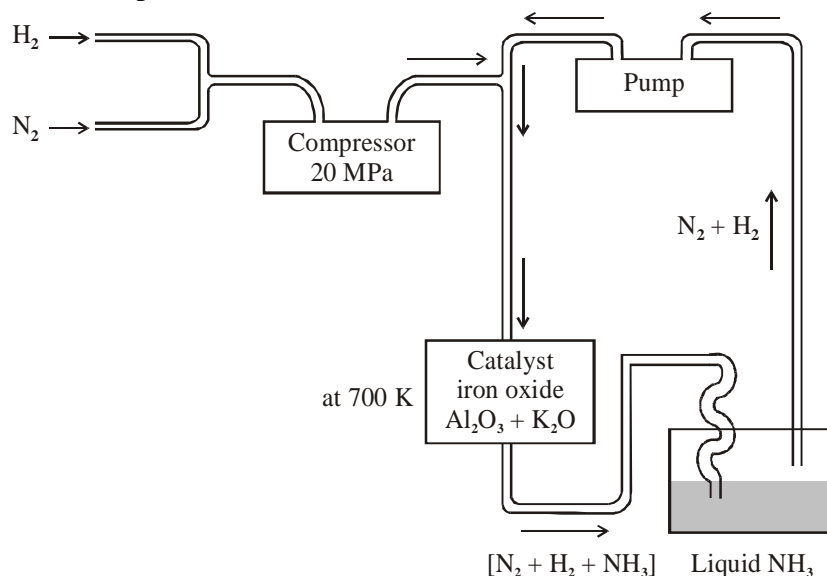 H₂
N₂
Compressor
20 MPa
Pump
N₂ + H₂
at 700 K
Catalyst
iron oxide
Al₂O₃ + K₂O
[N₂ + H₂ + NH₃]
Liquid NH₃